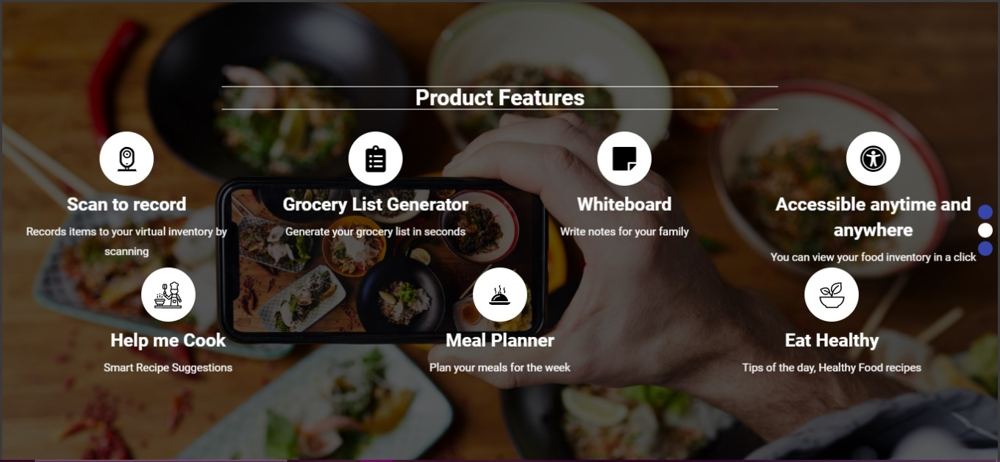 Product Features
Scan to record
Records items to your virtual inventory by
scanning
Grocery List Generator
Generate your grocery list in seconds
Whiteboard
Write notes for your family
Accessible anytime and
anywhere
You can view your food inventory in a click
Help me Cook
Smart Recipe Suggestions
Meal Planner
Plan your meals for the week
Eat Healthy
Tips of the day, Healthy Food recipes